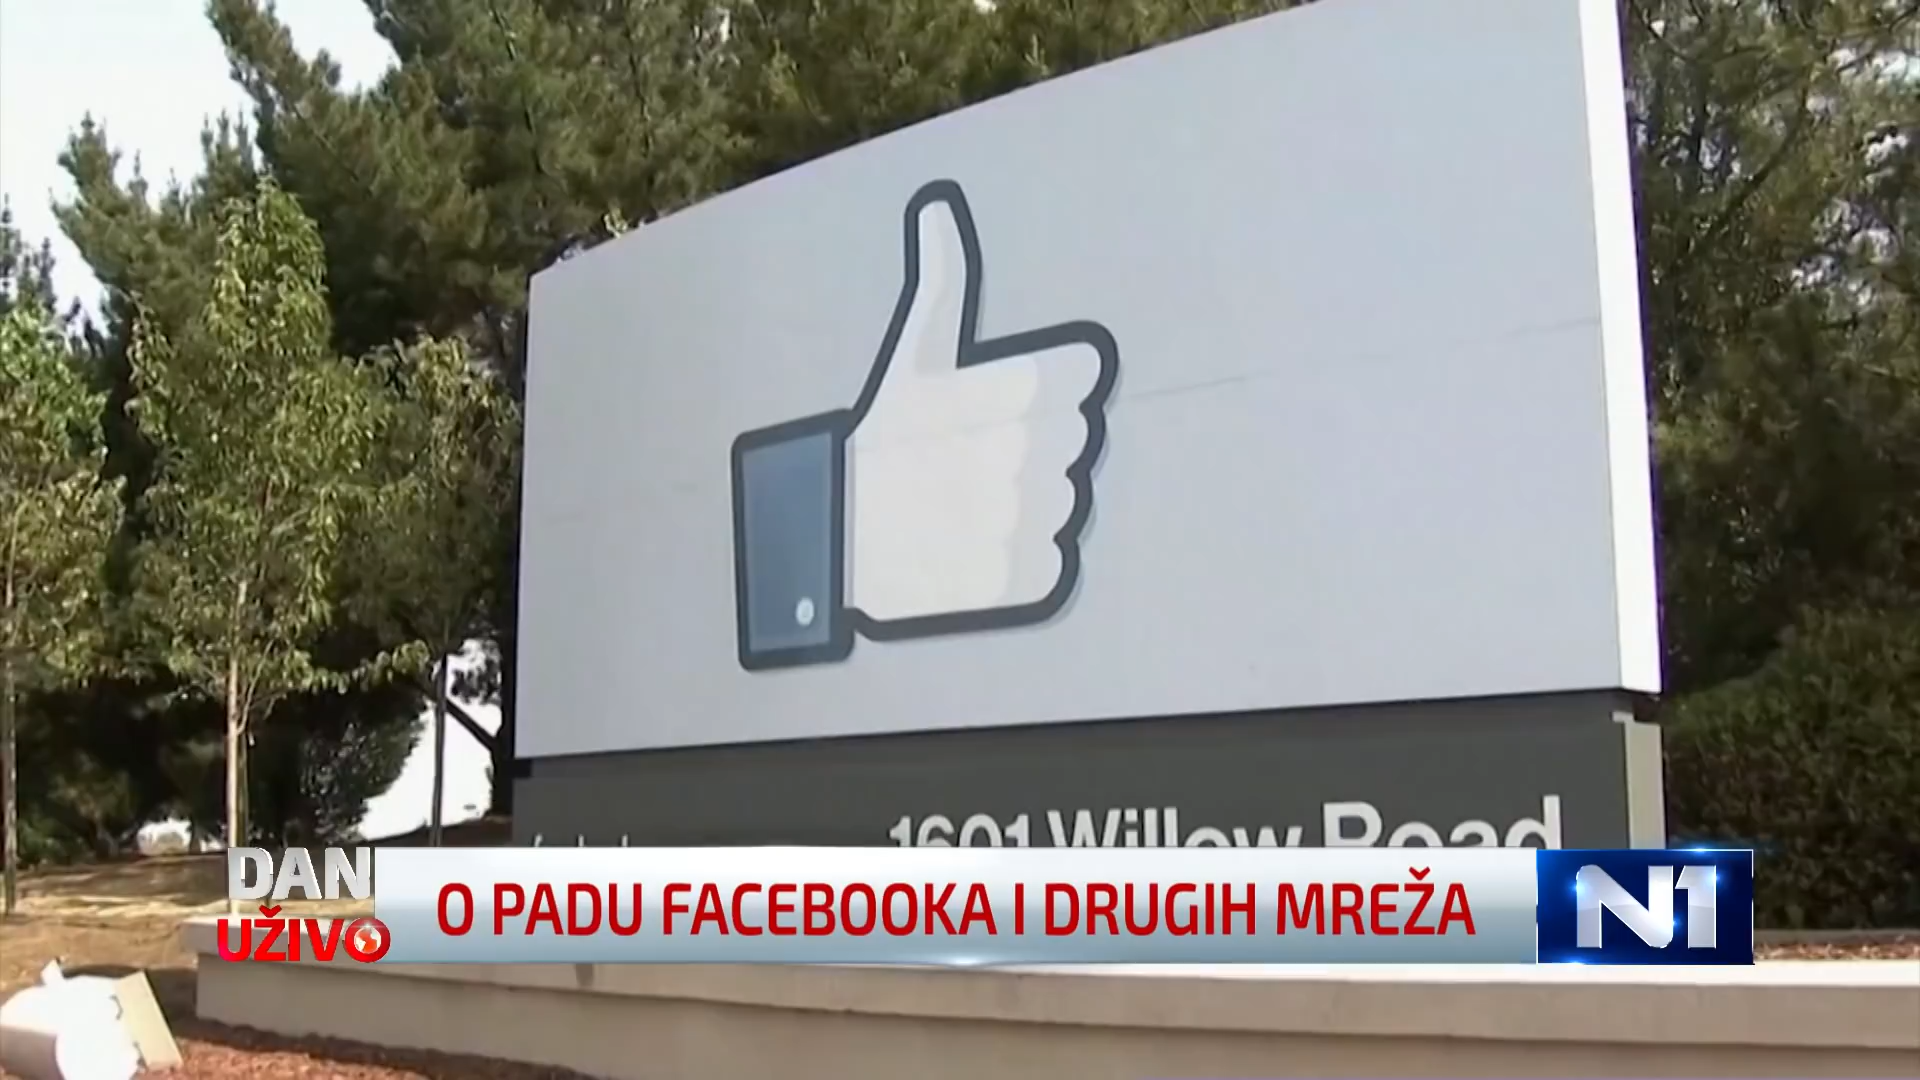 1601 Willow Road
DAN
UŽIVO
O PADU FACEBOOKA I DRUGIH MREŽA
N1